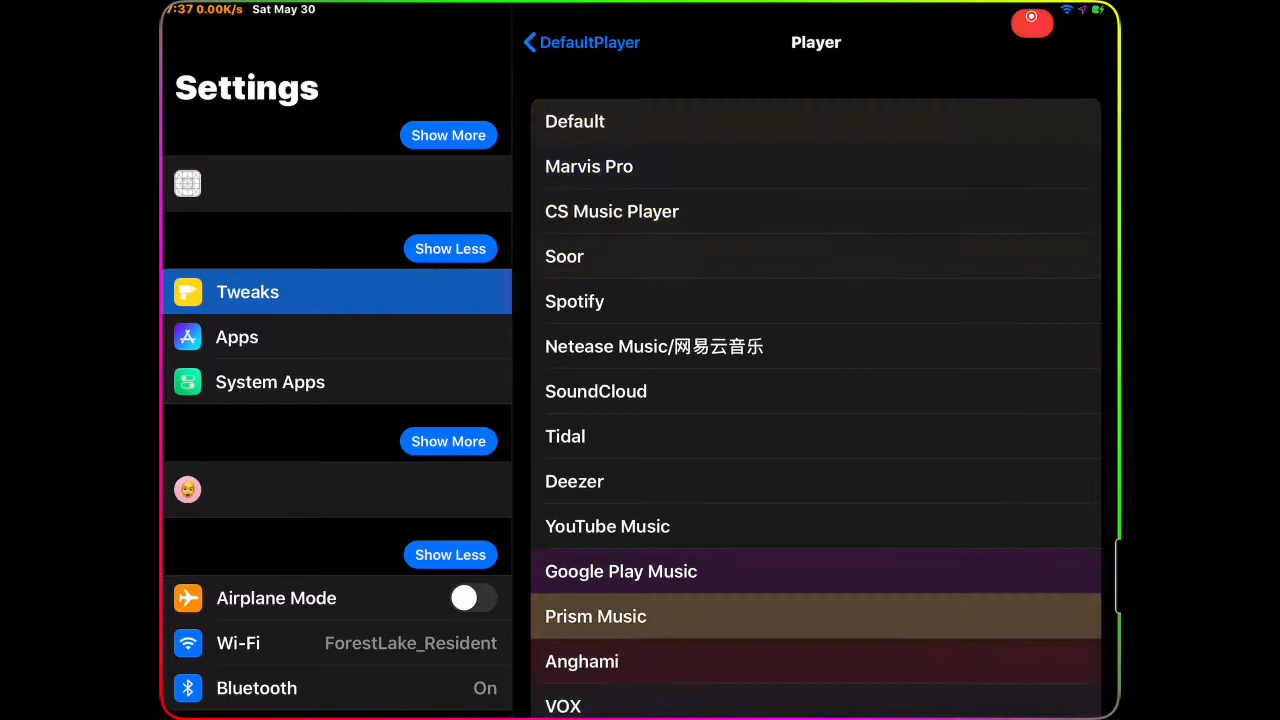 7:37 0.00K/s Sat May 30
Settings
Show More
Show Less
Tweaks
Apps
System Apps
Show More
Show Less
Airplane Mode
Wi-Fi ForestLake_Resident
Bluetooth On
DefaultPlayer Player
Default
Marvis Pro
CS Music Player
Soor
Spotify
Netease Music/网易云音乐
SoundCloud
Tidal
Deezer
YouTube Music
Google Play Music
Prism Music
Anghami
VOX